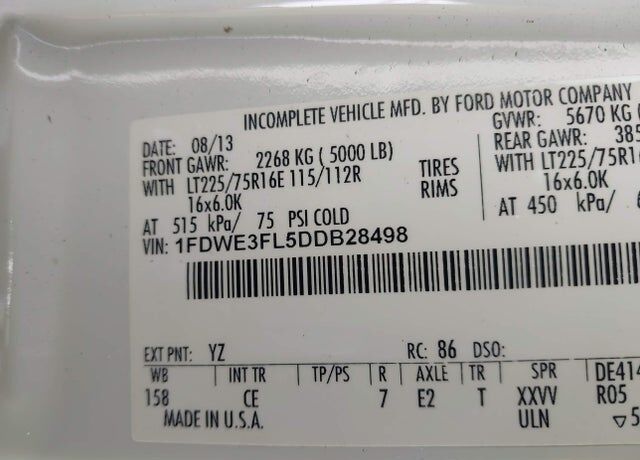 INCOMPLETE VEHICLE MFD. BY FORD MOTOR COMPANY
DATE: 08/13 GVWR: 5670 KG (
FRONT GAWR: 2268 KG ( 5000 LB) REAR GAWR: 385
WITH LT225/75R16E 115/112R TIRES WITH LT225/75R1
16x6.0K RIMS 16x6.0K
AT 515 kPa/ 75 PSI COLD AT 450 kPa/
VIN: 1FDWE3FL5DDB28498
EXT PNT: YZ RC: 86 DSO:
WB | INT TR | TP/PS | R | AXLE | TR | SPR | DE414
158 CE 7 E2 T XXVV R05
MADE IN U.S.A. ULN ▽5